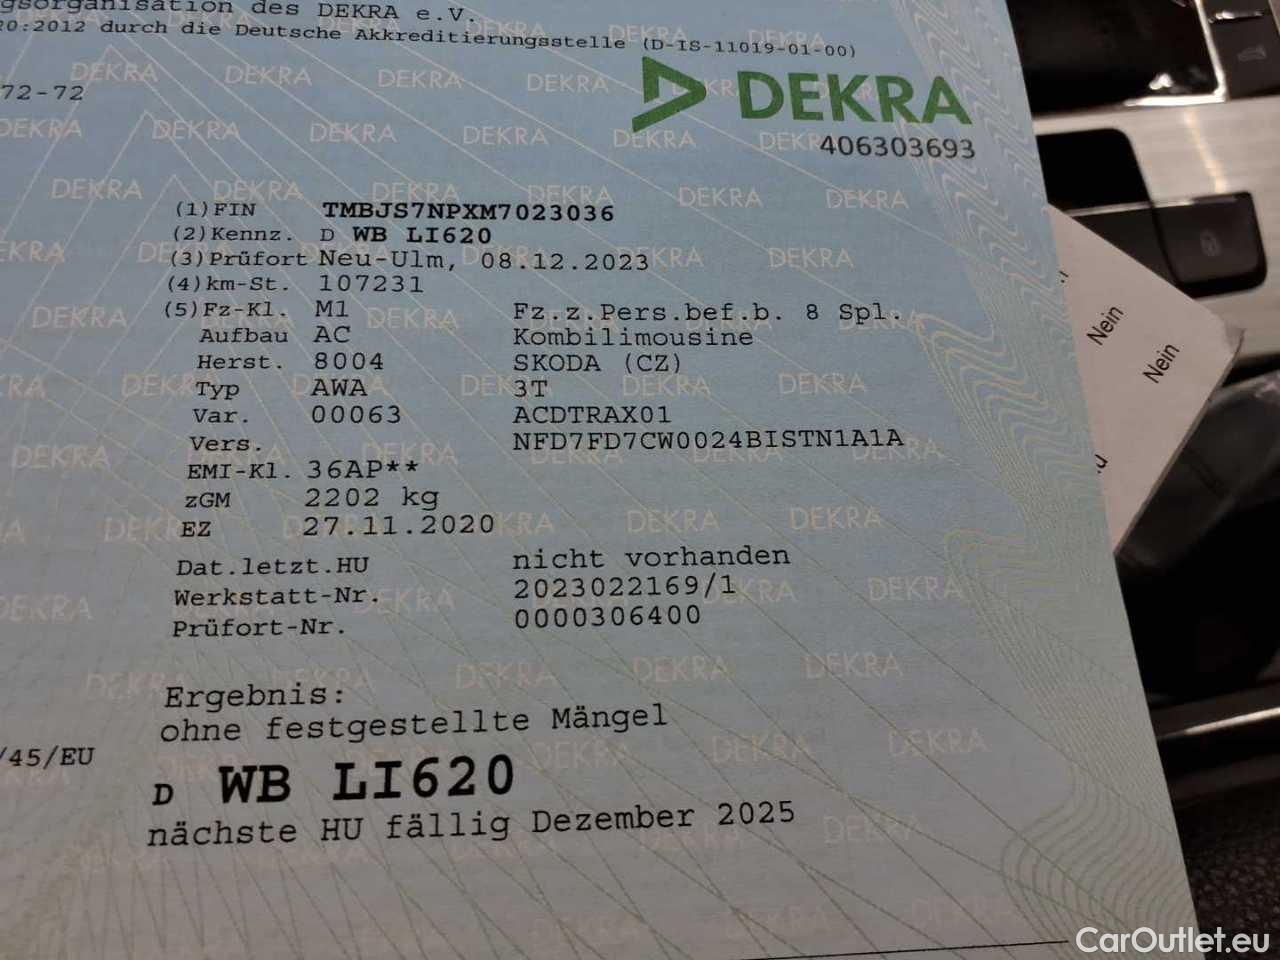 gsorganisation des DEKRA e.V.
20:2012 durch die Deutsche Akkreditierungsstelle (D-IS-11019-01-00)
72-72
DEKRA
406303693
(1)FIN TMBJS7NPXM7023036
(2)Kennz. D WB LI620
(3)Prüfort Neu-Ulm, 08.12.2023
(4)km-St. 107231
(5)Fz-Kl. M1 Fz.z.Pers.bef.b. 8 Spl.
Aufbau AC Kombilimousine
Herst. 8004 SKODA (CZ)
Typ AWA 3T
Var. 00063 ACDTRAX01
Vers. NFD7FD7CW0024BISTN1A1A
EMI-Kl. 36AP**
zGM 2202 kg
EZ 27.11.2020
Dat.letzt.HU nicht vorhanden
Werkstatt-Nr. 2023022169/1
Prüfort-Nr. 0000306400
Ergebnis:
ohne festgestellte Mängel
/45/EU
D WB LI620
nächste HU fällig Dezember 2025
Nein
Nein
CarOutlet.eu